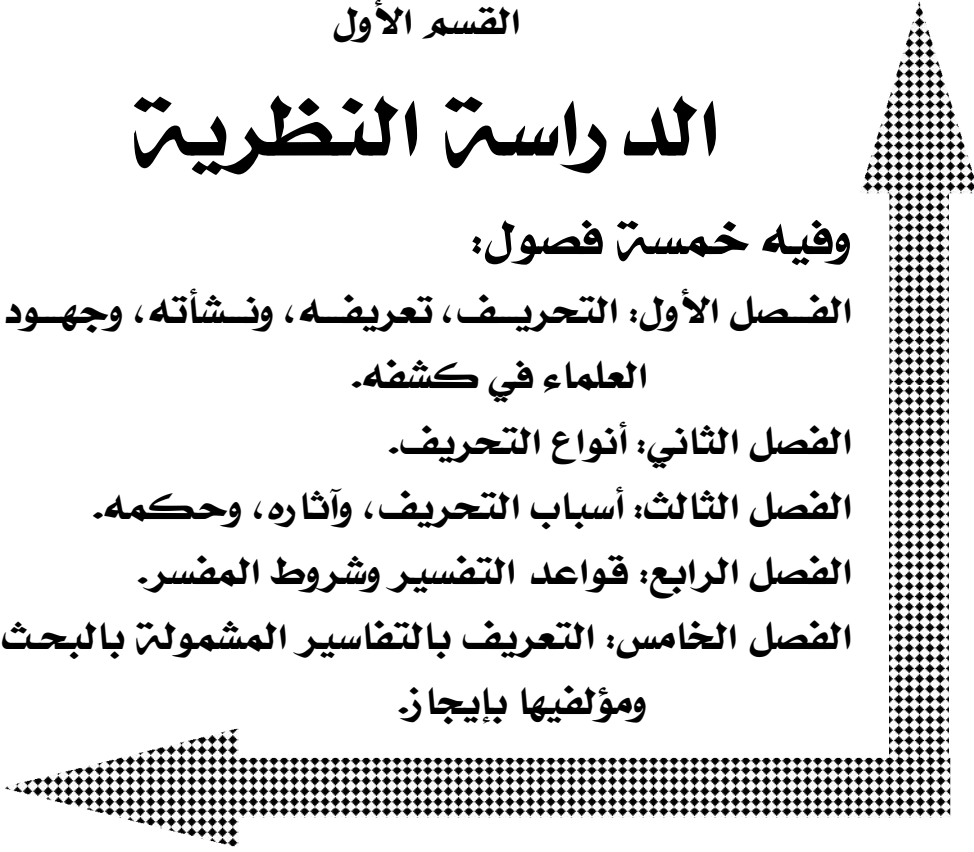 القسم الأول
الدراسة النظرية
وفيه خمسة فصول:
الفصل الأول: التحريف، تعريفه، ونشأته، وجهود
العلماء في كشفه.
الفصل الثاني: أنواع التحريف.
الفصل الثالث: أسباب التحريف، وآثاره، وحكمه.
الفصل الرابع: قواعد التفسير وشروط المفسر.
الفصل الخامس: التعريف بالتفاسير المشمولة بالبحث
ومؤلفيها بإيجاز.